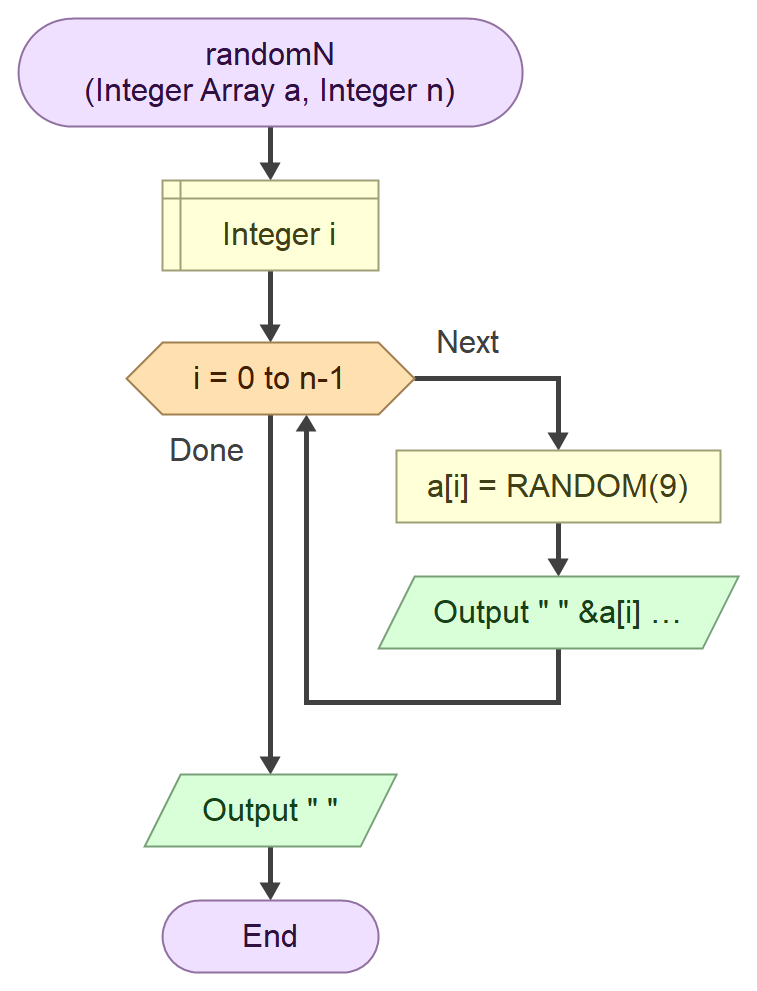 randomN
(Integer Array a, Integer n)
Integer i
i = 0 to n-1
Next
Done
a[i] = RANDOM(9)
Output " " &a[i] …
Output " "
End